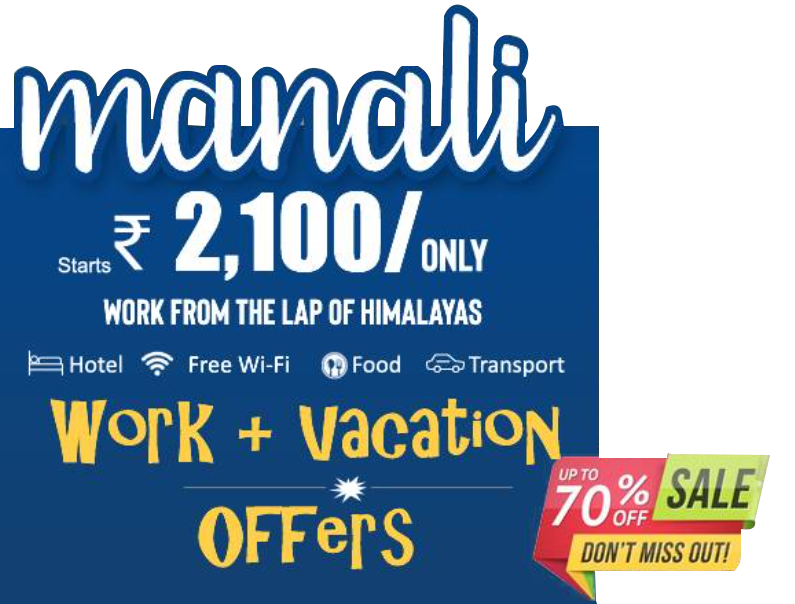 manali
Starts ₹ 2,100/ ONLY
WORK FROM THE LAP OF HIMALAYAS
Hotel Free Wi-Fi Food Transport
Work + Vacation
Offers
UP TO
70% OFF SALE
DON'T MISS OUT!